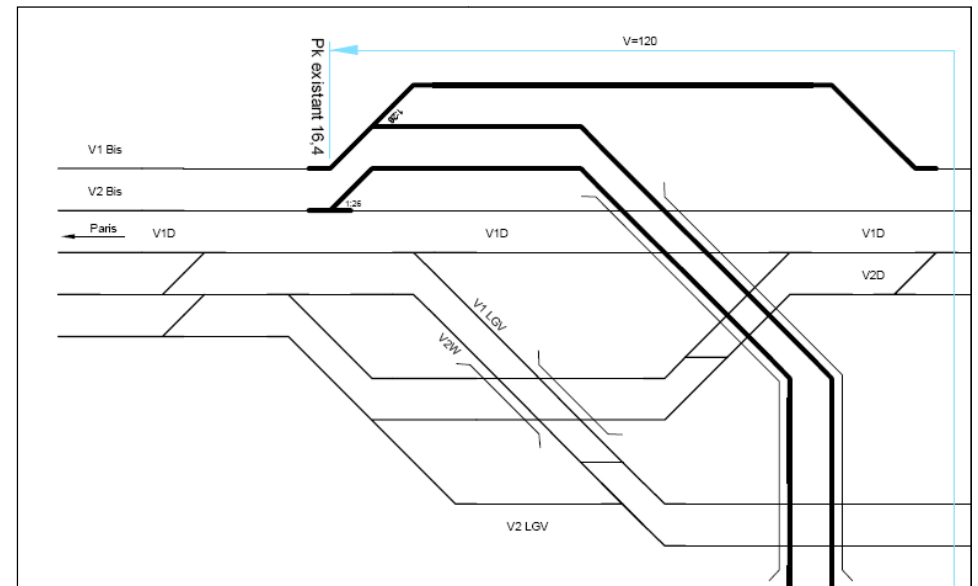 V=120
Pk existant 16,4
V1 Bis
V2 Bis
1:26
Paris
V1D
V1D
V1D
V2D
V1 LGV
V2W
V2 LGV